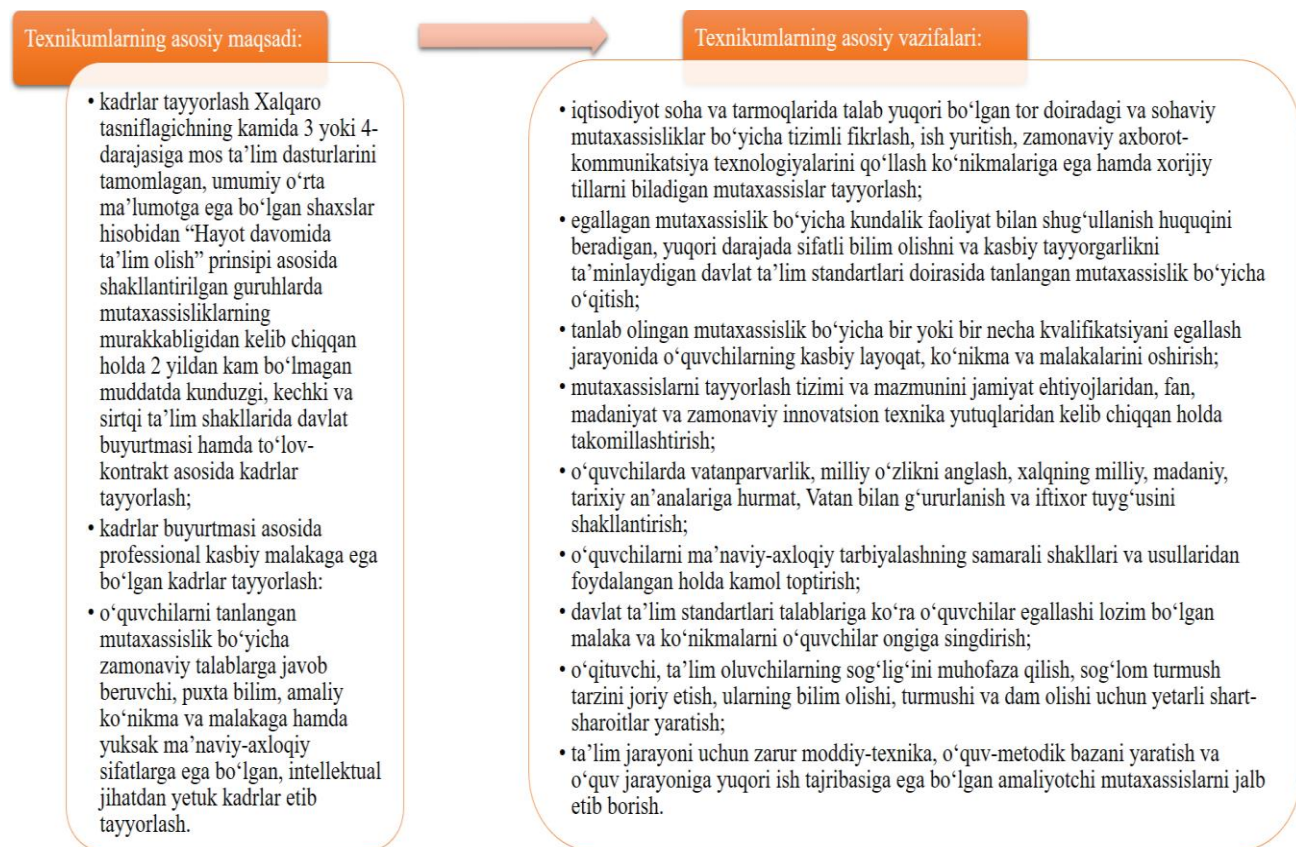 Texnikumlarning asosiy maqsadi:
• kadrlar tayyorlash Xalqaro
tasniflagichning kamida 3 yoki 4-
darajasiga mos ta’lim dasturlarini
tamomlagan, umumiy o‘rta
ma’lumotga ega bo‘lgan shaxslar
hisobidan “Hayot davomida
ta’lim olish” prinsipi asosida
shakllantirilgan guruhlarda
mutaxassisliklarning
murakkabligidan kelib chiqqan
holda 2 yildan kam bo‘lmagan
muddatda kunduzgi, kechki va
sirtqi ta’lim shakllarida davlat
buyurtmasi hamda to‘lov-
kontrakt asosida kadrlar
tayyorlash;
• kadrlar buyurtmasi asosida
professional kasbiy malakaga ega
bo‘lgan kadrlar tayyorlash:
• o‘quvchilarni tanlangan
mutaxassislik bo‘yicha
zamonaviy talablarga javob
beruvchi, puxta bilim, amaliy
ko‘nikma va malakaga hamda
yuksak ma’naviy-axloqiy
sifatlarga ega bo‘lgan, intellektual
jihatdan yetuk kadrlar etib
tayyorlash.
Texnikumlarning asosiy vazifalari:
• iqtisodiyot soha va tarmoqlarida talab yuqori bo‘lgan tor doiradagi va sohaviy
mutaxassisliklar bo‘yicha tizimli fikrlash, ish yuritish, zamonaviy axborot-
kommunikatsiya texnologiyalarini qo‘llash ko‘nikmalariga ega hamda xorijiy
tillarni biladigan mutaxassislar tayyorlash;
• egallagan mutaxassislik bo‘yicha kundalik faoliyat bilan shug‘ullanish huquqini
beradigan, yuqori darajada sifatli bilim olishni va kasbiy tayyorgarlikni
ta’minlaydigan davlat ta’lim standartlari doirasida tanlangan mutaxassislik bo‘yicha
o‘qitish;
• tanlab olingan mutaxassislik bo‘yicha bir yoki bir necha kvalifikatsiyani egallash
jarayonida o‘quvchilarning kasbiy layoqat, ko‘nikma va malakalarini oshirish;
• mutaxassislarni tayyorlash tizimi va mazmunini jamiyat ehtiyojlaridan, fan,
madaniyat va zamonaviy innovatsion texnika yutuqlaridan kelib chiqqan holda
takomillashtirish;
• o‘quvchilarda vatanparvarlik, milliy o‘zlikni anglash, xalqning milliy, madaniy,
tarixiy an’analariga hurmat, Vatan bilan g‘ururlanish va iftixor tuyg‘usini
shakllantirish;
• o‘quvchilarni ma’naviy-axloqiy tarbiyalashning samarali shakllari va usullaridan
foydalangan holda kamol toptirish;
• davlat ta’lim standartlari talablariga ko‘ra o‘quvchilar egallashi lozim bo‘lgan
malaka va ko‘nikmalarni o‘quvchilar ongiga singdirish;
• o‘qituvchi, ta’lim oluvchilarning sog‘lig‘ini muhofaza qilish, sog‘lom turmush
tarzini joriy etish, ularning bilim olishi, turmushi va dam olishi uchun yetarli shart-
sharoitlar yaratish;
• ta’lim jarayoni uchun zarur moddiy-texnika, o‘quv-metodik bazani yaratish va
o‘quv jarayoniga yuqori ish tajribasiga ega bo‘lgan amaliyotchi mutaxassislarni jalb
etib borish.